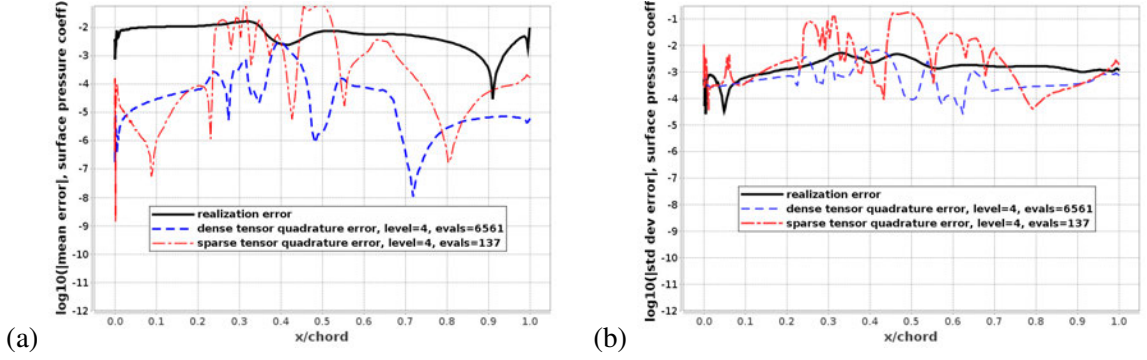 log10(|mean error|, surface pressure coeff)
-2
-3
-4
-5
-6
-7
-8
-9
-10
-11
-12
realization error
dense tensor quadrature error, level=4, evals=6561
sparse tensor quadrature error, level=4, evals=137
0.0 0.1 0.2 0.3 0.4 0.5 0.6 0.7 0.8 0.9 1.0
x/chord
(a)
log10(|std dev error|, surface pressure coeff)
-1
-2
-3
-4
-5
-6
-7
-8
-9
-10
-11
-12
realization error
dense tensor quadrature error, level=4, evals=6561
sparse tensor quadrature error, level=4, evals=137
0.0 0.1 0.2 0.3 0.4 0.5 0.6 0.7 0.8 0.9 1.0
x/chord
(b)